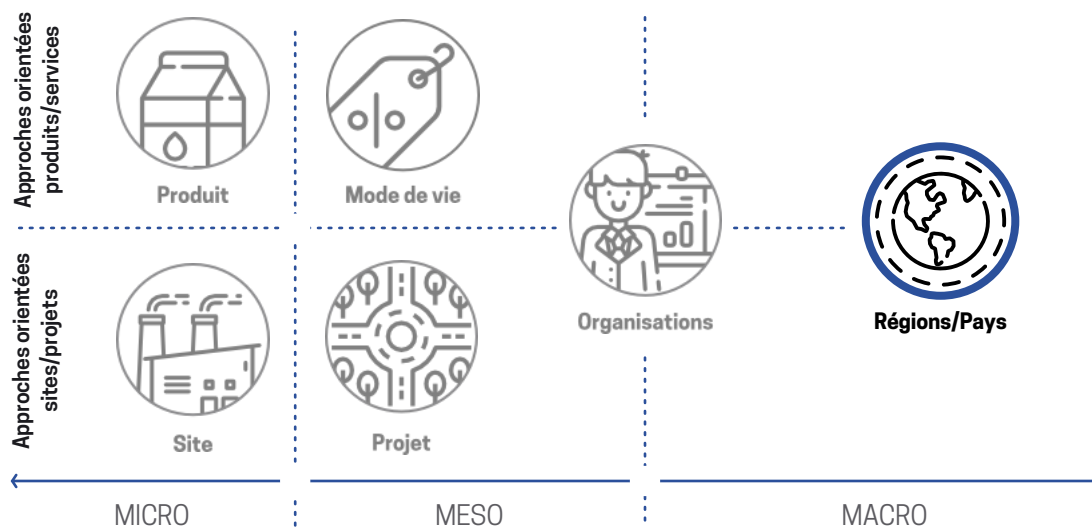 Approches orientées
produits/services
Produit
Mode de vie
Organisations
Régions/Pays
Approches orientées
sites/projets
Site
Projet
MICRO
MESO
MACRO